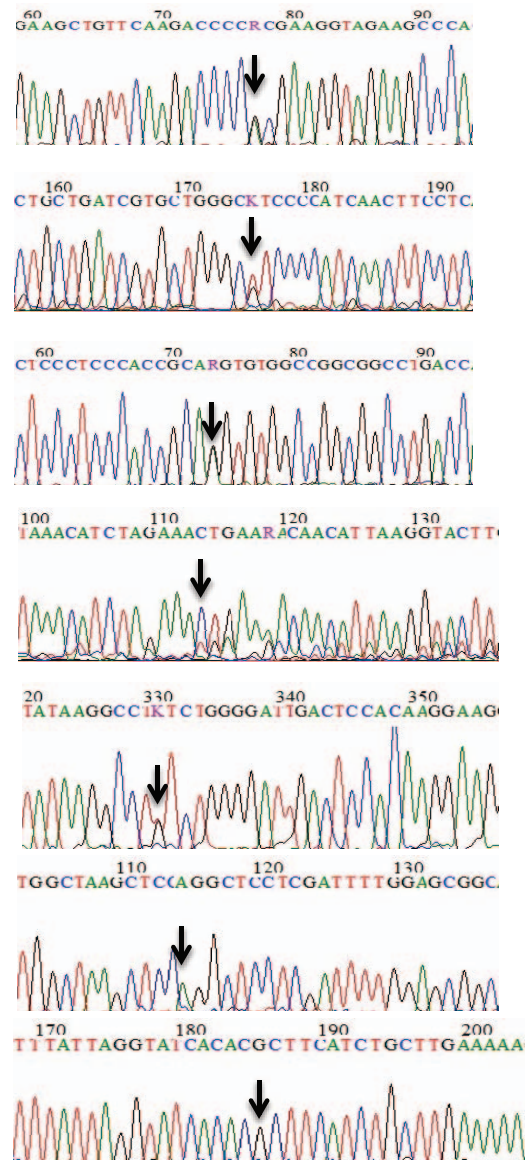 60 70 80 90
GAAGCTGTTCAAGACCCCRCGAAGGTAGAAGCCCA
160 170 180 190
CTGCTGATCGTGCTGGGCKTCCCCATCAACTTCCTC
60 70 80 90
CTCCCTCCCACCGCARGTGTGGCCGGCGGCCTGACC
100 110 120 130
TAAACATCTAGAAACTGAARACAACATTAAGGTACTT
20 330 340 350
TATAAGGCCTKTCTGGGGATTGACTCCACAAGGAAG
110 120 130
TGGCTAAGCTCCAGGCTCCTCGATTTTGGAGCGGC
170 180 190 200
TTTATTAGGTATCACACGCTTCATCTGCTTGAAAAA